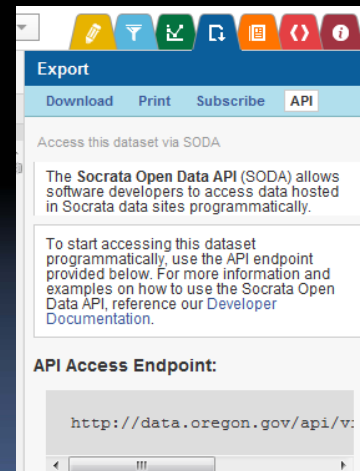 Export
Download Print Subscribe API
Access this dataset via SODA
The Socrata Open Data API (SODA) allows
software developers to access data hosted
in Socrata data sites programmatically.
To start accessing this dataset
programmatically, use the API endpoint
provided below. For more information and
examples on how to use the Socrata Open
Data API, reference our Developer
Documentation.
API Access Endpoint:
http://data.oregon.gov/api/v